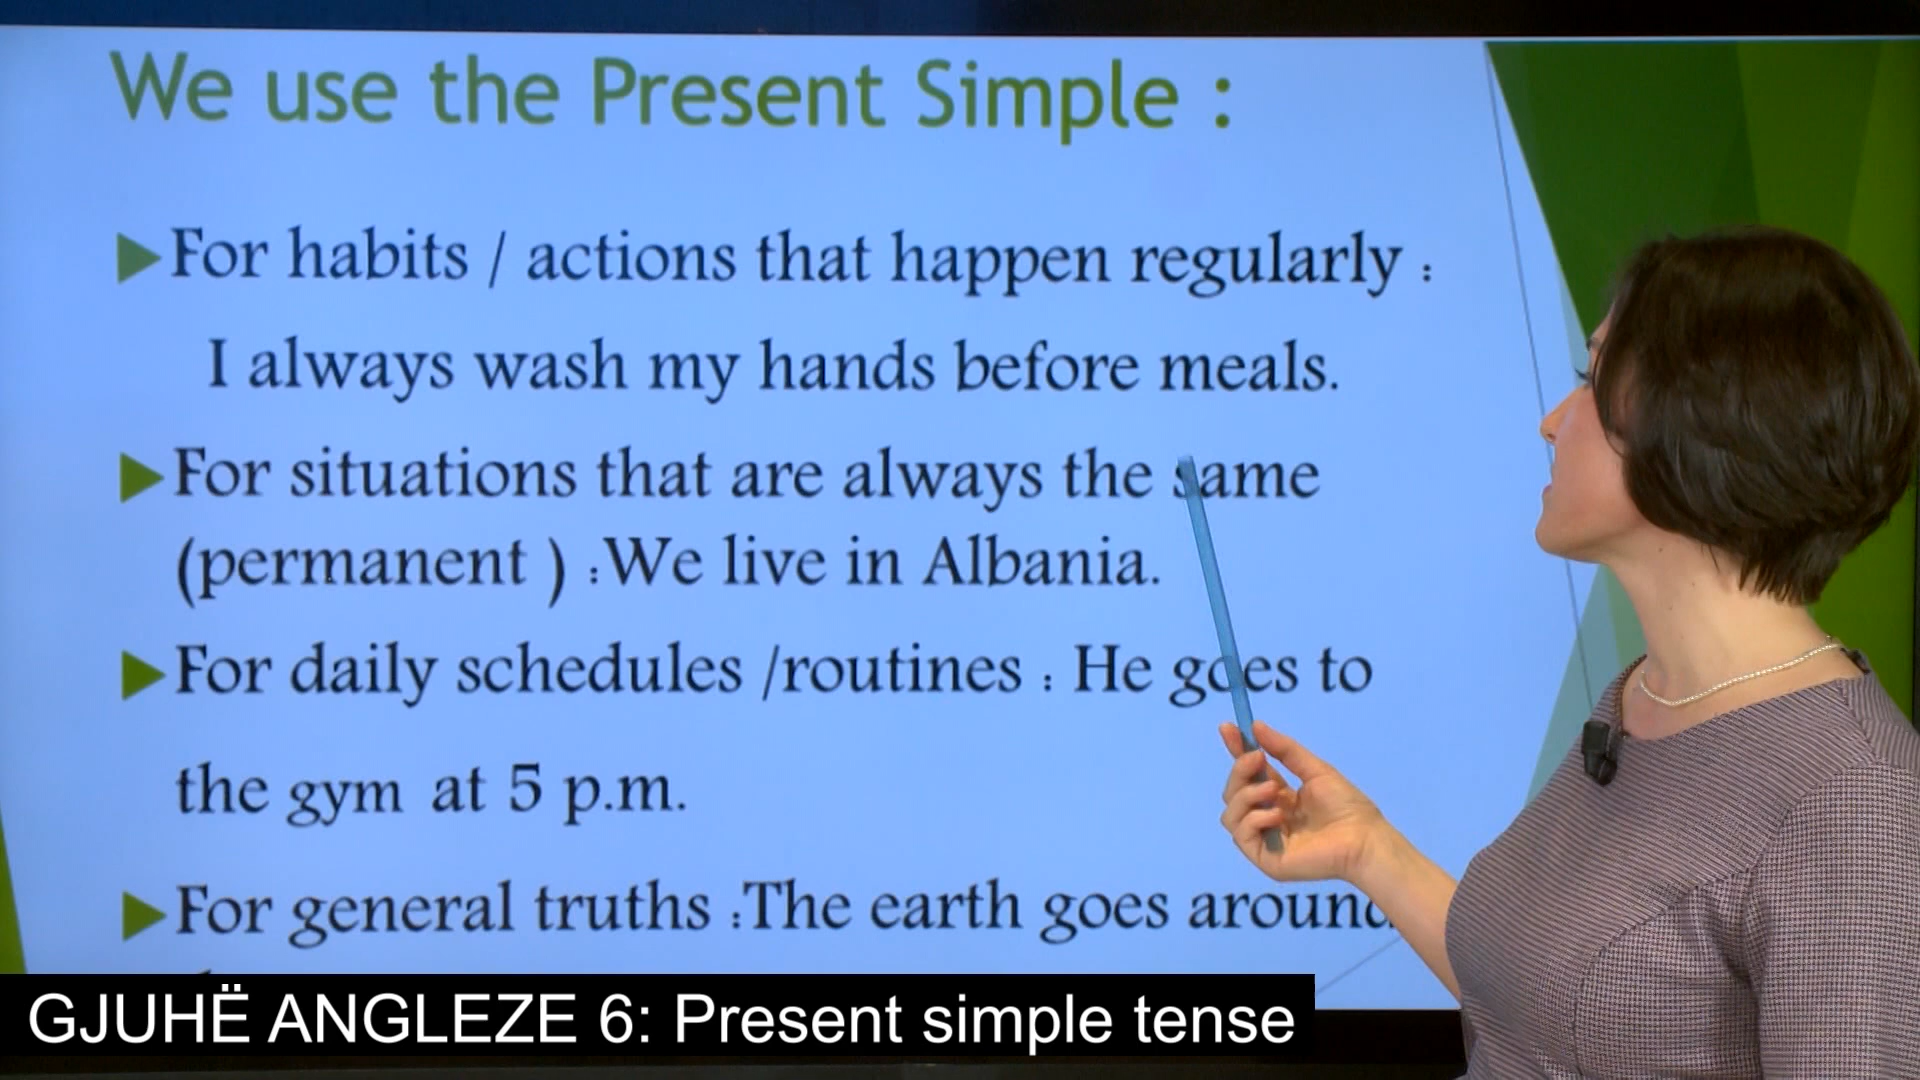 We use the Present Simple :
For habits / actions that happen regularly :
I always wash my hands before meals.
For situations that are always the same
(permanent ) :We live in Albania.
For daily schedules /routines : He goes to
the gym at 5 p.m.
For general truths :The earth goes around
GJUHË ANGLEZE 6: Present simple tense